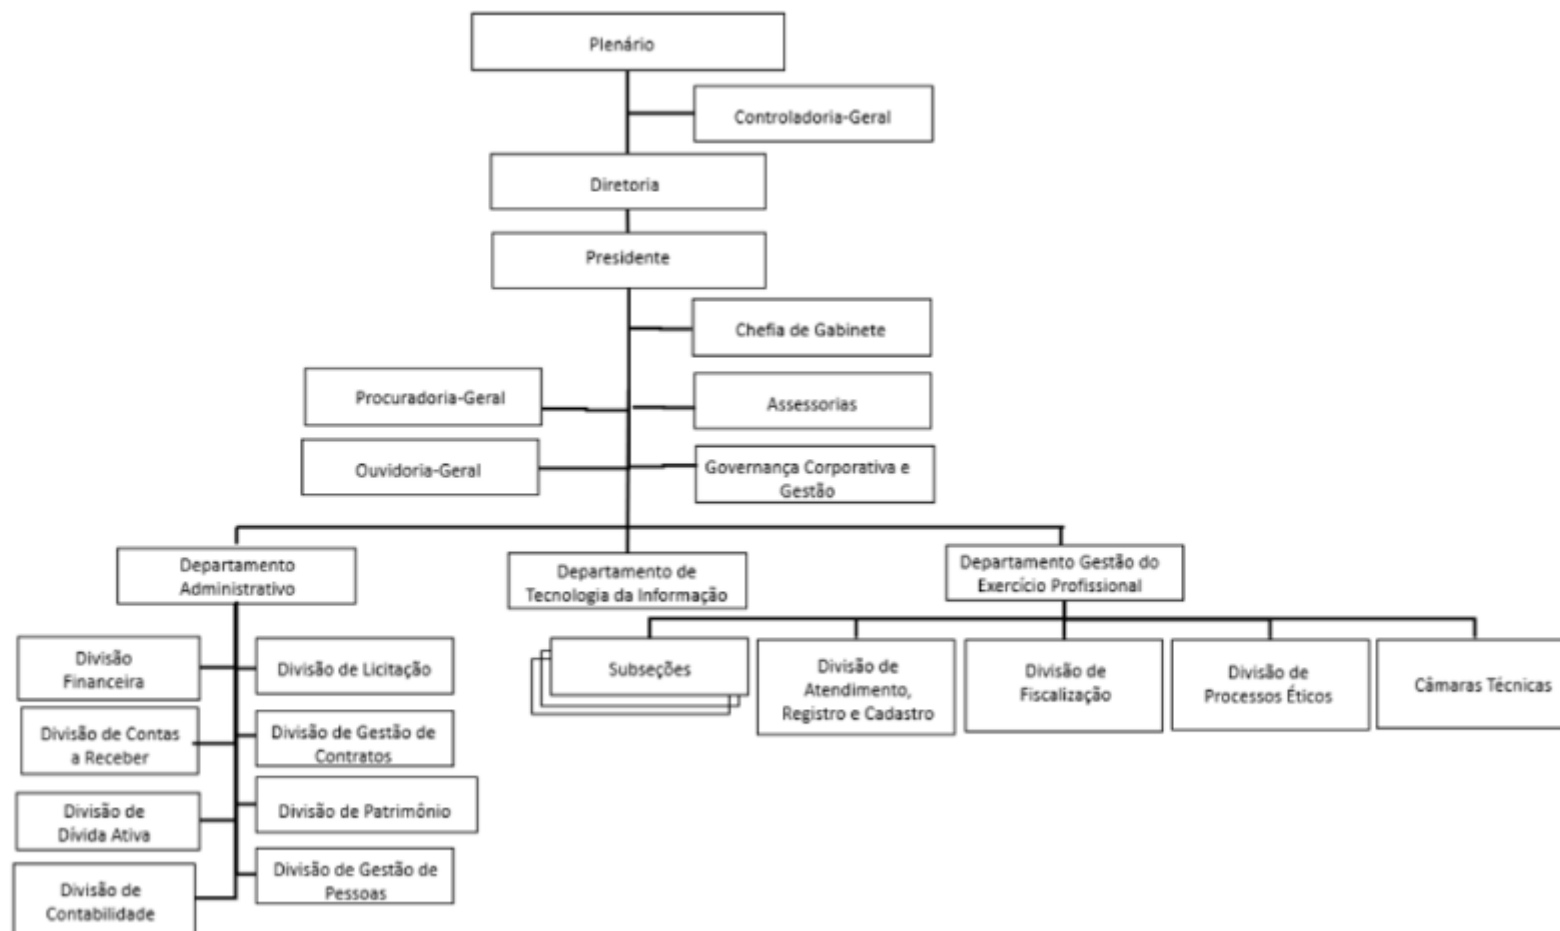 Plenário
Controladoria-Geral
Diretoria
Presidente
Chefia de Gabinete
Procuradoria-Geral
Assessorias
Ouvidoria-Geral
Governança Corporativa e
Gestão
Departamento
Administrativo
Departamento de
Tecnologia da Informação
Departamento Gestão do
Exercício Profissional
Divisão
Financeira
Divisão de Licitação
Divisão de Contas
a Receber
Divisão de Gestão de
Contratos
Divisão de
Dívida Ativa
Divisão de Patrimônio
Divisão de
Contabilidade
Divisão de Gestão de
Pessoas
Subseções
Divisão de
Atendimento,
Registro e Cadastro
Divisão de
Fiscalização
Divisão de
Processos Éticos
Câmaras Técnicas